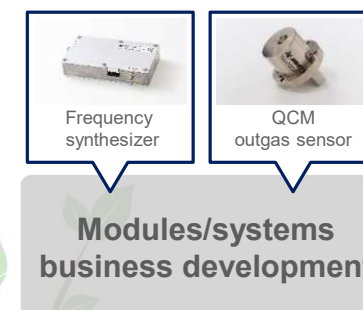 Frequency
synthesizer
QCM
outgas sensor
Modules/systems
business development